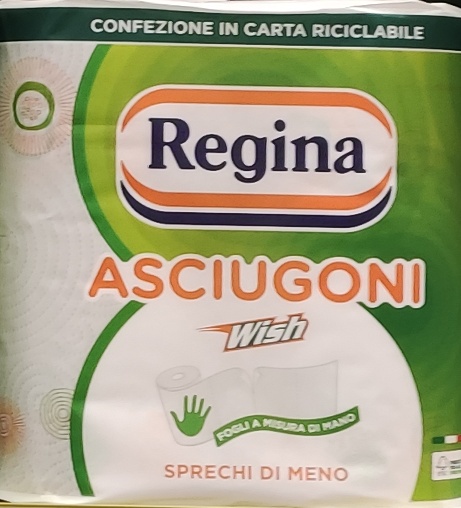 CONFEZIONE IN CARTA RICICLABILE
Regina
ASCIUGONI
Wish
FOGLI A MISURA DI MANO
SPRECHI DI MENO